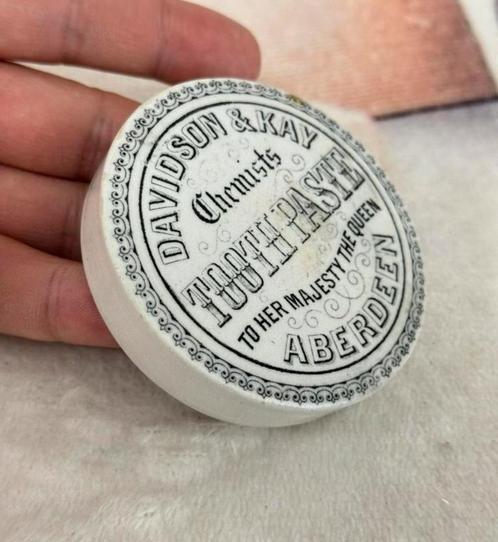 DAVIDSON & KAY
Chemists
TOOTH PASTE
TO HER MAJESTY THE QUEEN
ABERDEEN